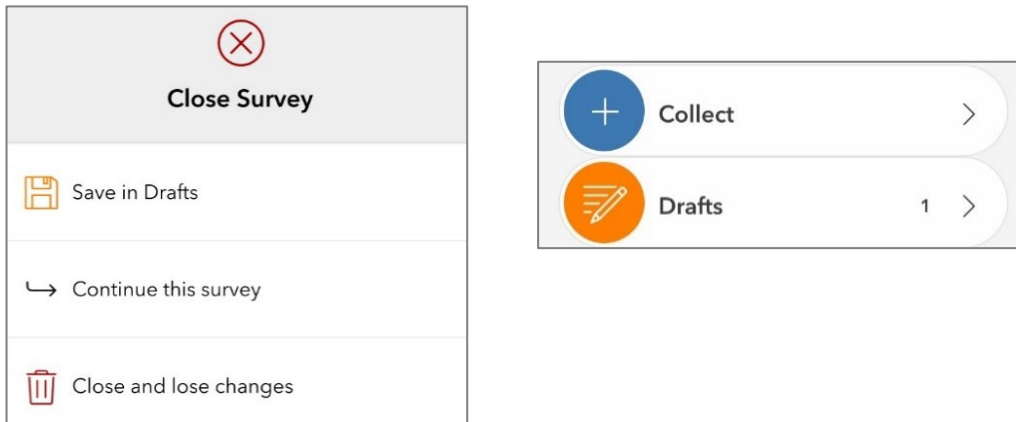 Close Survey
Save in Drafts
Continue this survey
Close and lose changes
Collect
Drafts 1